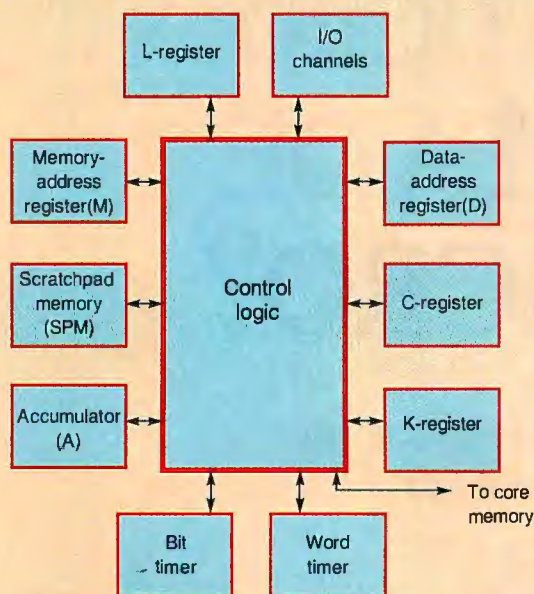 L-register
I/O
channels
Memory-
address
register(M)
Data-
address
register(D)
Scratchpad
memory
(SPM)
Control
logic
C-register
Accumulator
(A)
K-register
To core
memory
Bit
timer
Word
timer